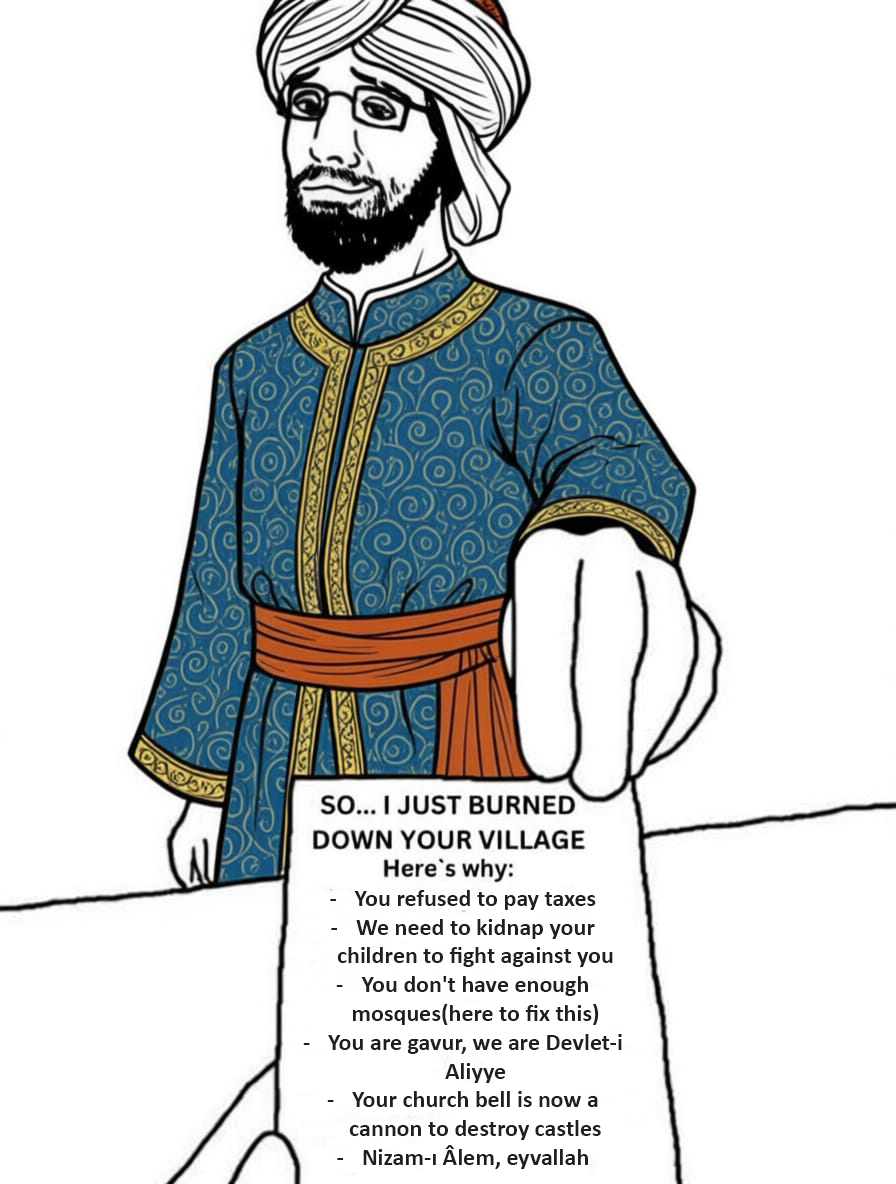 SO... I JUST BURNED
DOWN YOUR VILLAGE
Here`s why:
- You refused to pay taxes
- We need to kidnap your
children to fight against you
- You don't have enough
mosques(here to fix this)
- You are gavur, we are Devlet-i
Aliyye
- Your church bell is now a
cannon to destroy castles
- Nizam-ı Âlem, eyvallah